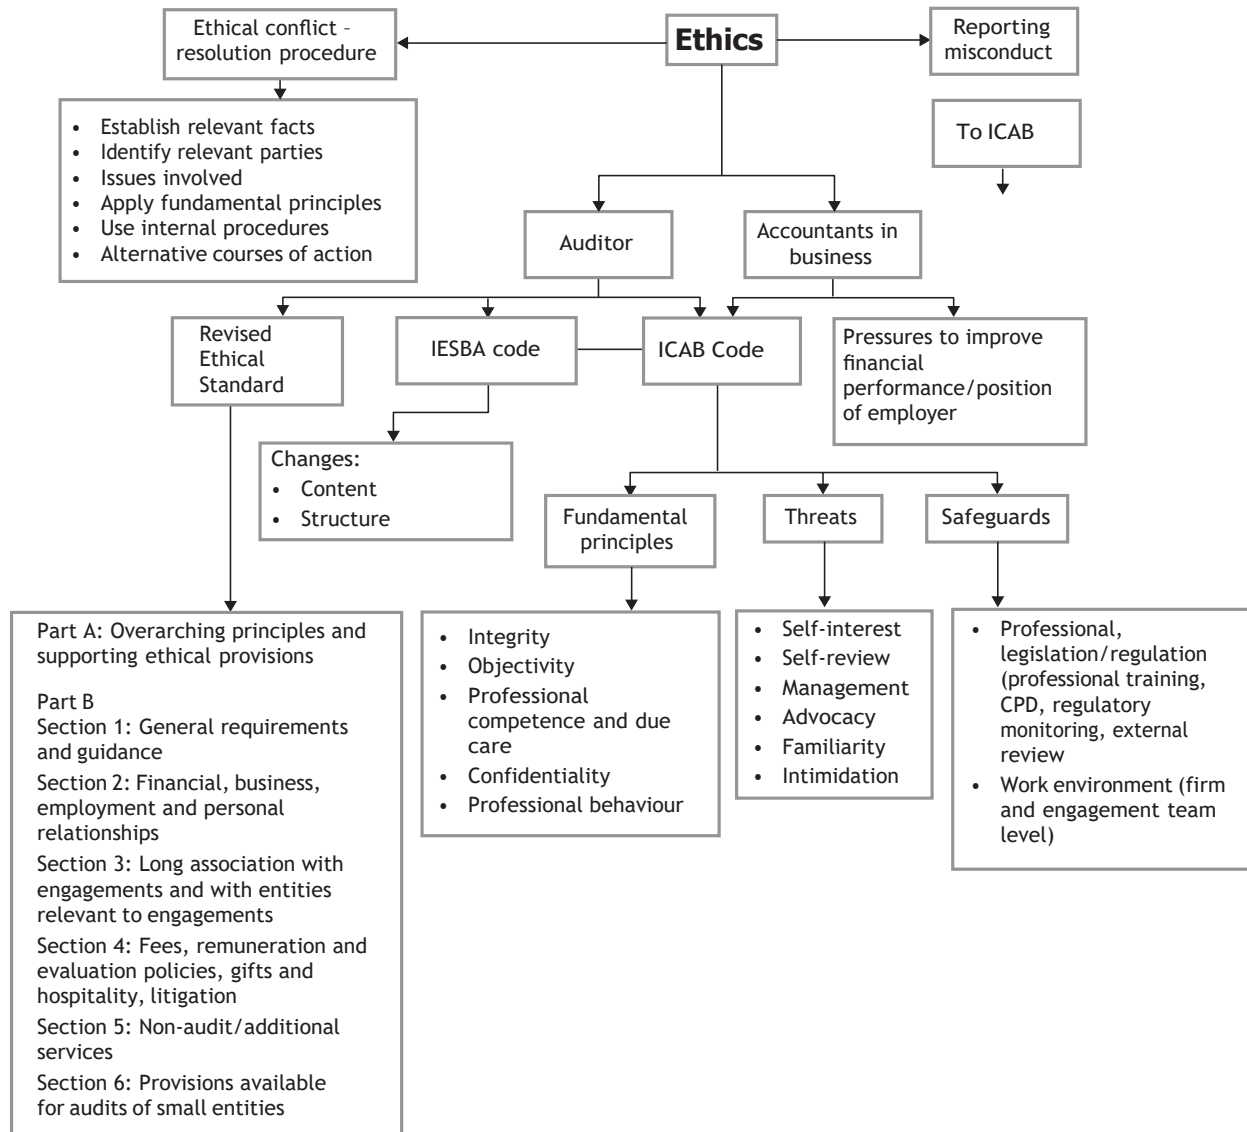 Ethical conflict –
resolution procedure
Ethics
Reporting
misconduct
• Establish relevant facts
• Identify relevant parties
• Issues involved
• Apply fundamental principles
• Use internal procedures
• Alternative courses of action
To ICAB
Auditor
Accountants in
business
Revised
Ethical
Standard
IESBA code
ICAB Code
Pressures to improve
financial
performance/position
of employer
Changes:
• Content
• Structure
Fundamental
principles
Threats
Safeguards
Part A: Overarching principles and
supporting ethical provisions
Part B
Section 1: General requirements
and guidance
Section 2: Financial, business,
employment and personal
relationships
Section 3: Long association with
engagements and with entities
relevant to engagements
Section 4: Fees, remuneration and
evaluation policies, gifts and
hospitality, litigation
Section 5: Non-audit/additional
services
Section 6: Provisions available
for audits of small entities
• Integrity
• Objectivity
• Professional
competence and due
care
• Confidentiality
• Professional behaviour
• Self-interest
• Self-review
• Management
• Advocacy
• Familiarity
• Intimidation
• Professional,
legislation/regulation
(professional training,
CPD, regulatory
monitoring, external
review
• Work environment (firm
and engagement team
level)